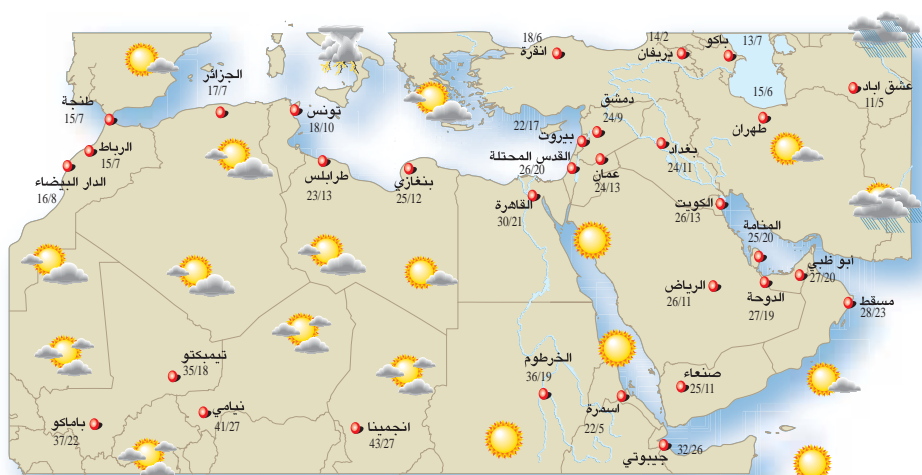 18/6
انقرة
14/2
يريفان
باكو
13/7
15/6
عشق اباد
11/5
الجزائر
17/7
طنجة
15/7
تونس
18/10
دمشق
24/9
22/17
بيروت
طهران
بغداد
24/11
الرباط
15/7
الدار البيضاء
16/8
طرابلس
23/13
بنغازي
25/12
القدس المحتلة
26/20
عمان
24/13
القاهرة
30/21
الكويت
26/13
المنامة
25/20
ابو ظبي
27/20
الرياض
26/11
الدوحة
27/19
مسقط
28/23
تيمبكتو
35/18
الخرطوم
36/19
صنعاء
25/11
باماكو
37/22
نيامي
41/27
انجمينا
43/27
اسمرة
22/5
32/26
جيبوتي